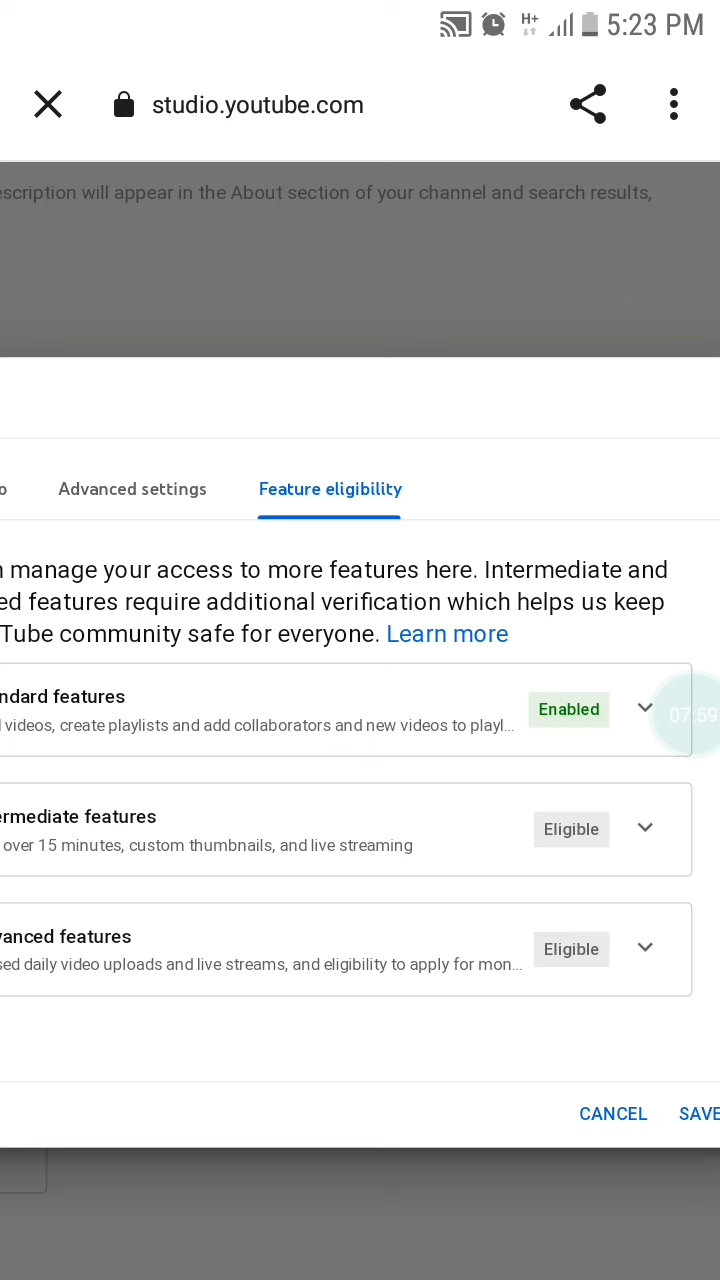 H+ 5:23 PM
studio.youtube.com
escription will appear in the About section of your channel and search results,
o Advanced settings Feature eligibility
n manage your access to more features here. Intermediate and
ed features require additional verification which helps us keep
Tube community safe for everyone. Learn more
ndard features
Enabled
07:59
l videos, create playlists and add collaborators and new videos to playl...
ermediate features
Eligible
over 15 minutes, custom thumbnails, and live streaming
vanced features
Eligible
sed daily video uploads and live streams, and eligibility to apply for mon...
CANCEL SAVE